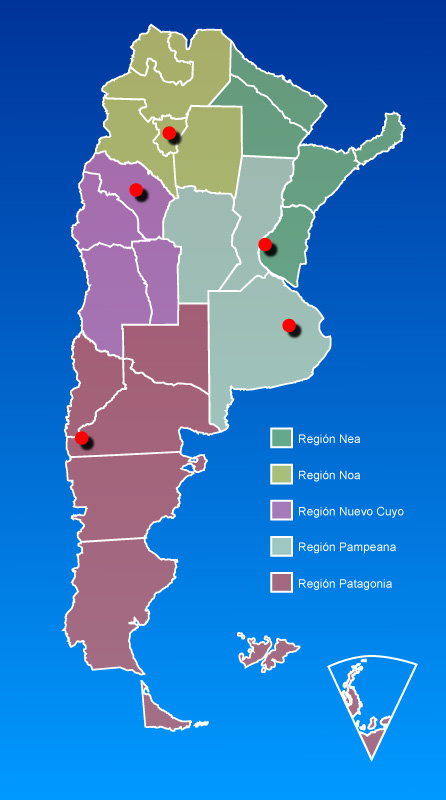 Región Nea
Región Noa
Región Nuevo Cuyo
Región Pampeana
Región Patagonia